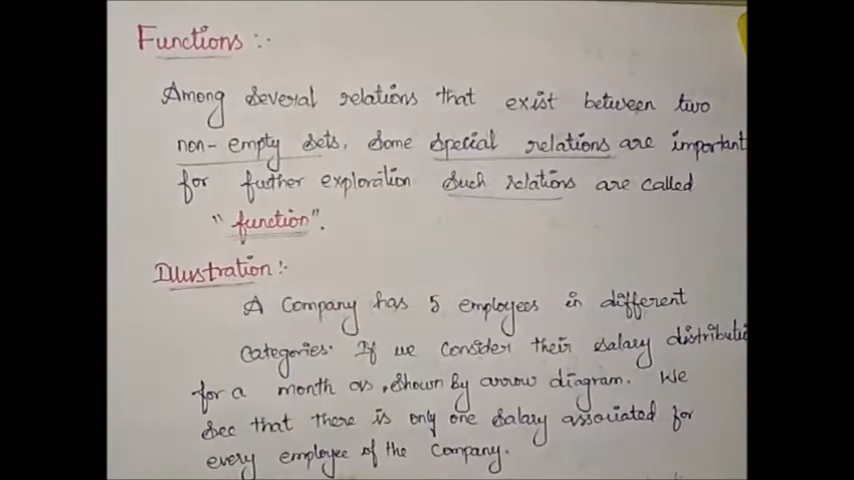 Functions :-
Among several relations that exist between two
non-empty sets, some special relations are important
for further exploration such relations are called
"function".
Illustration :-
A Company has 5 employees in different
Categories. If we consider their salary
for a month as, shown by arrow diagram. We
see that there is only one salary associated for
every employee of the company.